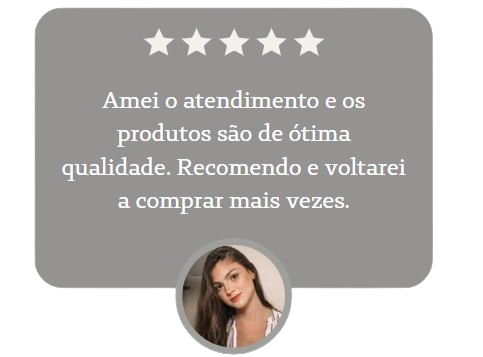 Amei o atendimento e os
produtos são de ótima
qualidade. Recomendo e voltarei
a comprar mais vezes.